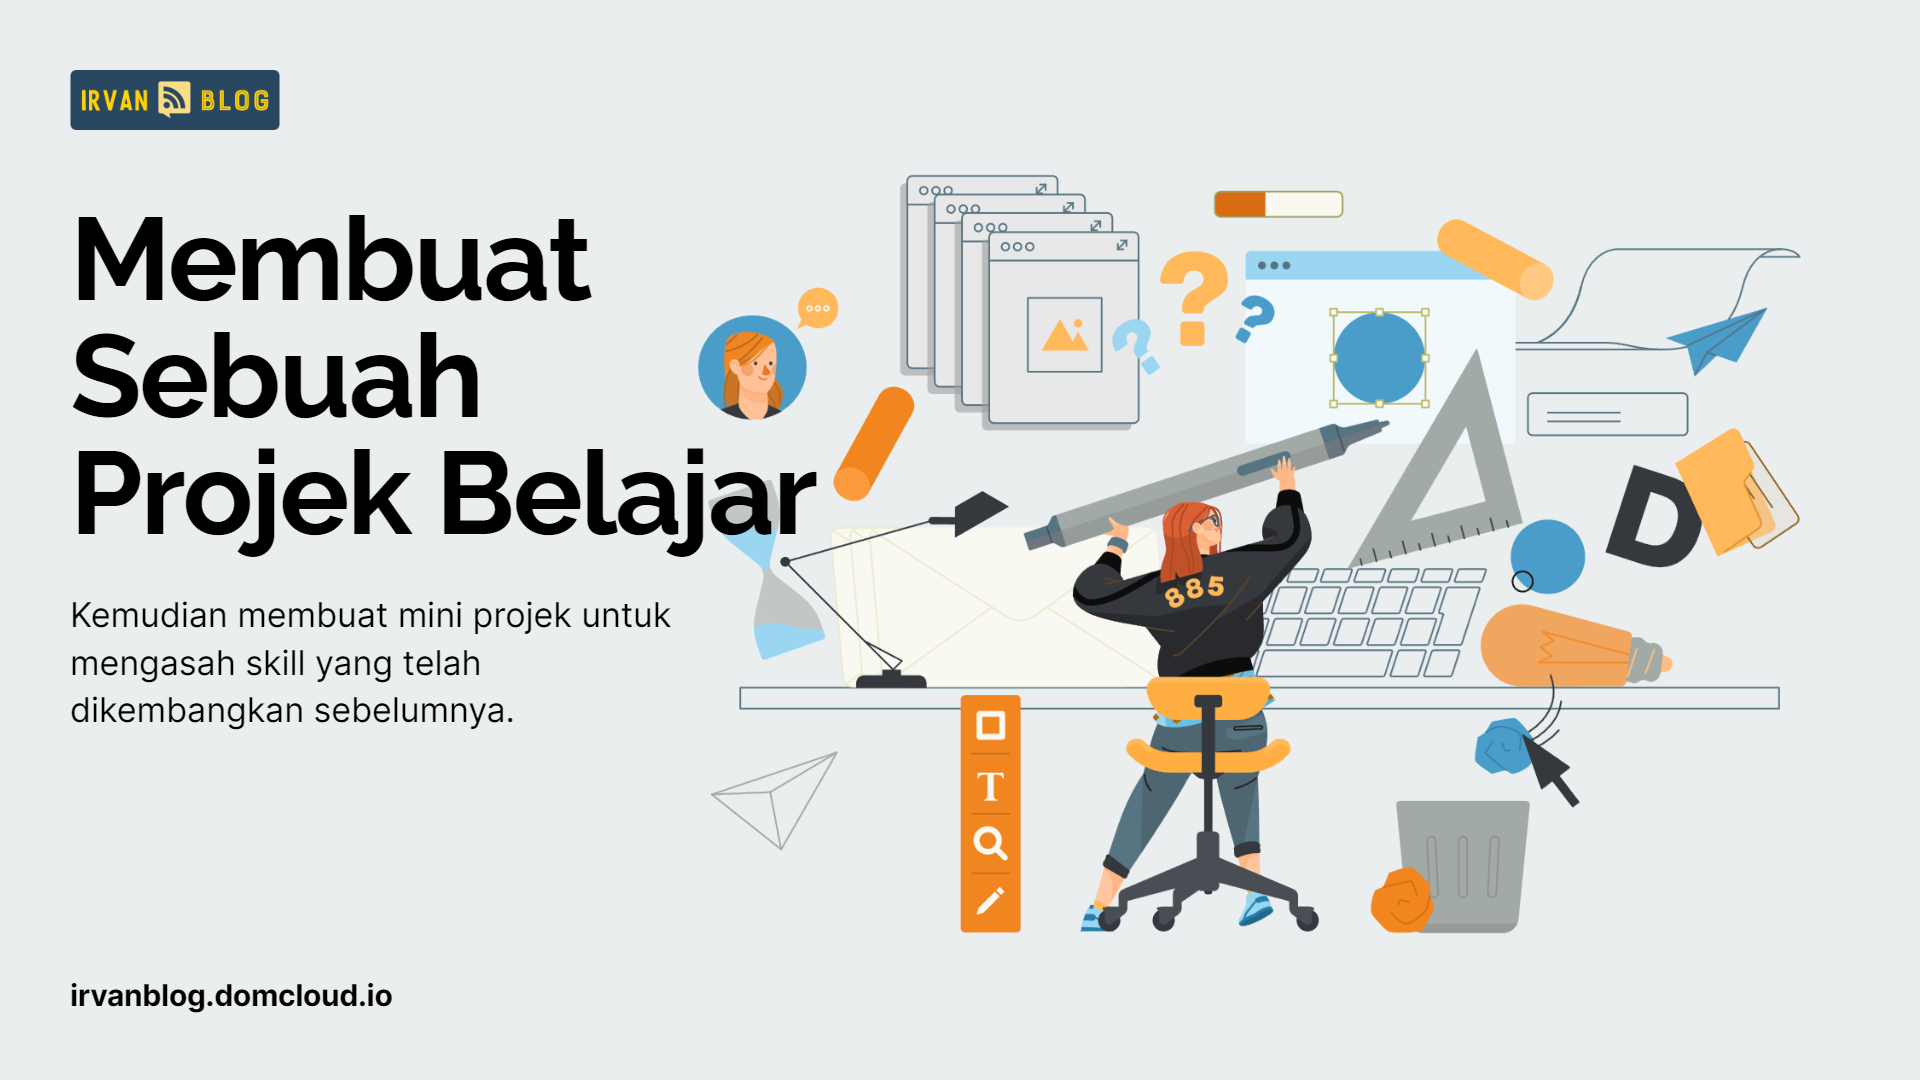 IRVAN BLOG
Membuat
Sebuah
Projek Belajar
Kemudian membuat mini projek untuk
mengasah skill yang telah
dikembangkan sebelumnya.
885
D
T
irvanblog.domcloud.io